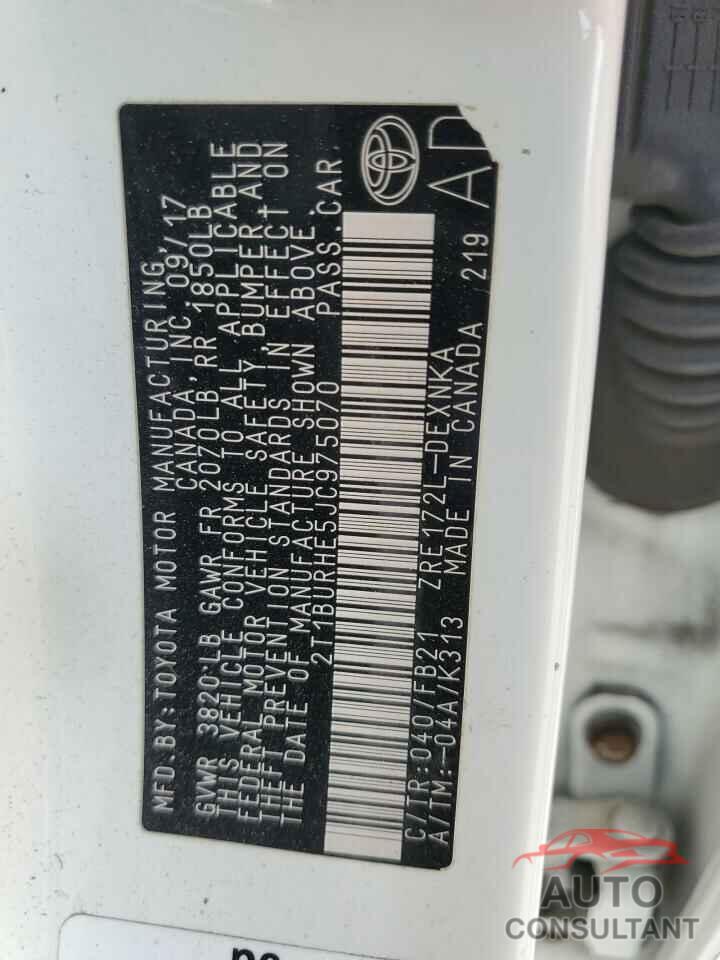 MFD.BY:TOYOTA MOTOR MANUFACTURING,
CANADA, INC. 09/17
GVWR 3820 LB GAWR FR 2070LB, RR 1850LB
THIS VEHICLE CONFORMS TO ALL APPLICABLE
FEDERAL MOTOR VEHICLE SAFETY, BUMPER AND
THEFT PREVENTION STANDARDS IN EFFECT ON
THE DATE OF MANUFACTURE SHOWN ABOVE.
2T1BURHE5JC975070 PASS.CAR.
C/TR:040/FB21 ZRE172L-DEXNKA
A/TM:-04A/K313 MADE IN CANADA 219
AUTO
CONSULTANT